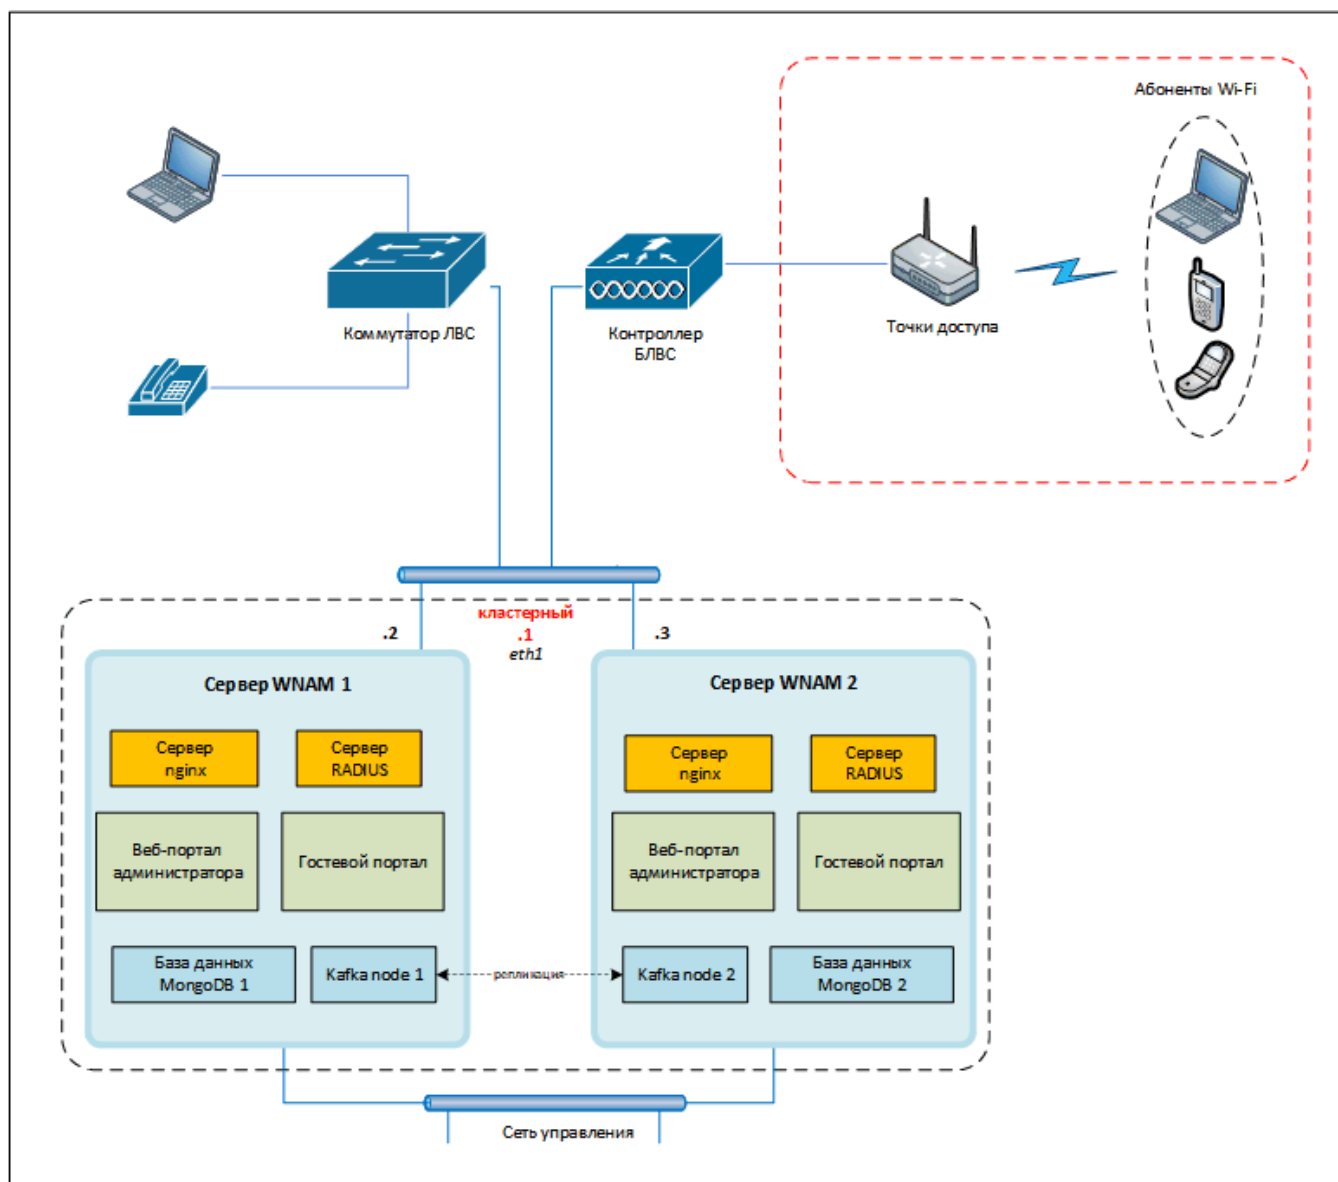 Абоненты Wi-Fi
Коммутатор ЛВС
Контроллер
БЛВС
Точки доступа
кластерный
.2
.1
.3
eth1
Сервер WNAM 1
Сервер
nginx
Сервер
RADIUS
Веб-портал
администратора
Гостевой портал
База данных
MongoDB 1
Kafka node 1
репликация
Сервер WNAM 2
Сервер
nginx
Сервер
RADIUS
Веб-портал
администратора
Гостевой портал
Kafka node 2
База данных
MongoDB 2
Сеть управления